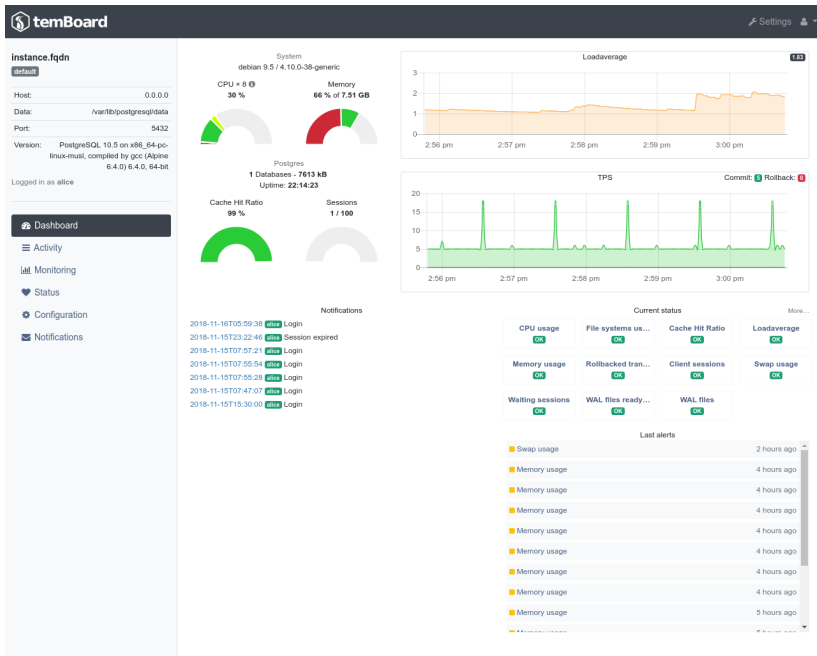 temBoard
Settings
instance.fqdn
default
Host: 0.0.0.0
Data: /var/lib/postgresql/data
Port: 5432
Version: PostgreSQL 10.5 on x86_64-pc-
linux-musl, compiled by gcc (Alpine
6.4.0) 6.4.0, 64-bit
Logged in as alice
Dashboard
Activity
Monitoring
Status
Configuration
Notifications
System
debian 9.5 / 4.10.0-38-generic
CPU × 8
30 %
Memory
66 % of 7.51 GB
Postgres
1 Databases - 7613 kB
Uptime: 22:14:23
Cache Hit Ratio
99 %
Sessions
1 / 100
Loadaverage
1.83
3
2
1
0
2:56 pm 2:57 pm 2:58 pm 2:59 pm 3:00 pm
TPS
Commit: 5 Rollback: 0
20
15
10
5
0
2:56 pm 2:57 pm 2:58 pm 2:59 pm 3:00 pm
Notifications
2018-11-16T05:59:38 alice Login
2018-11-15T23:22:46 alice Session expired
2018-11-15T07:57:21 alice Login
2018-11-15T07:55:54 alice Login
2018-11-15T07:55:28 alice Login
2018-11-15T07:47:07 alice Login
2018-11-15T15:30:00 alice Login
Current status
More...
CPU usage
OK
File systems us...
OK
Cache Hit Ratio
OK
Loadaverage
OK
Memory usage
OK
Rollbacked tran...
OK
Client sessions
OK
Swap usage
OK
Waiting sessions
OK
WAL files ready...
OK
WAL files
OK
Last alerts
Swap usage 2 hours ago
Memory usage 4 hours ago
Memory usage 4 hours ago
Memory usage 4 hours ago
Memory usage 4 hours ago
Memory usage 4 hours ago
Memory usage 4 hours ago
Memory usage 4 hours ago
Memory usage 5 hours ago